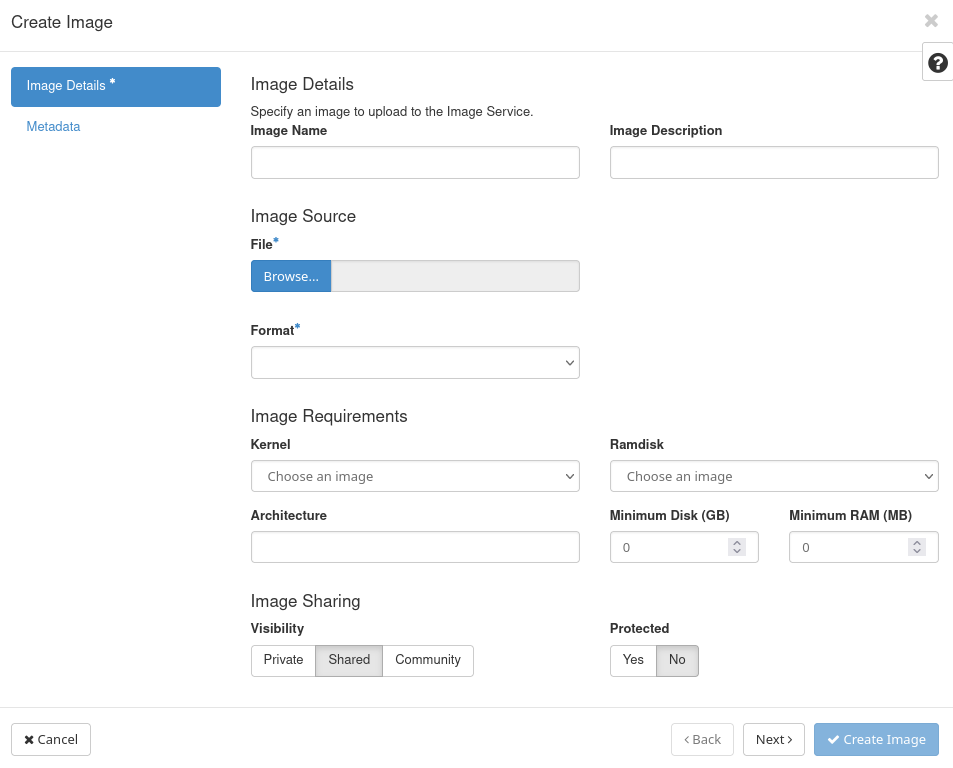 Create Image
Image Details *
Metadata
Image Details
Specify an image to upload to the Image Service.
Image Name
Image Description
Image Source
File*
Browse...
Format*
Image Requirements
Kernel
Ramdisk
Choose an image
Choose an image
Architecture
Minimum Disk (GB)
Minimum RAM (MB)
0
0
Image Sharing
Visibility
Protected
Private
Shared
Community
Yes
No
Cancel
< Back
Next >
Create Image